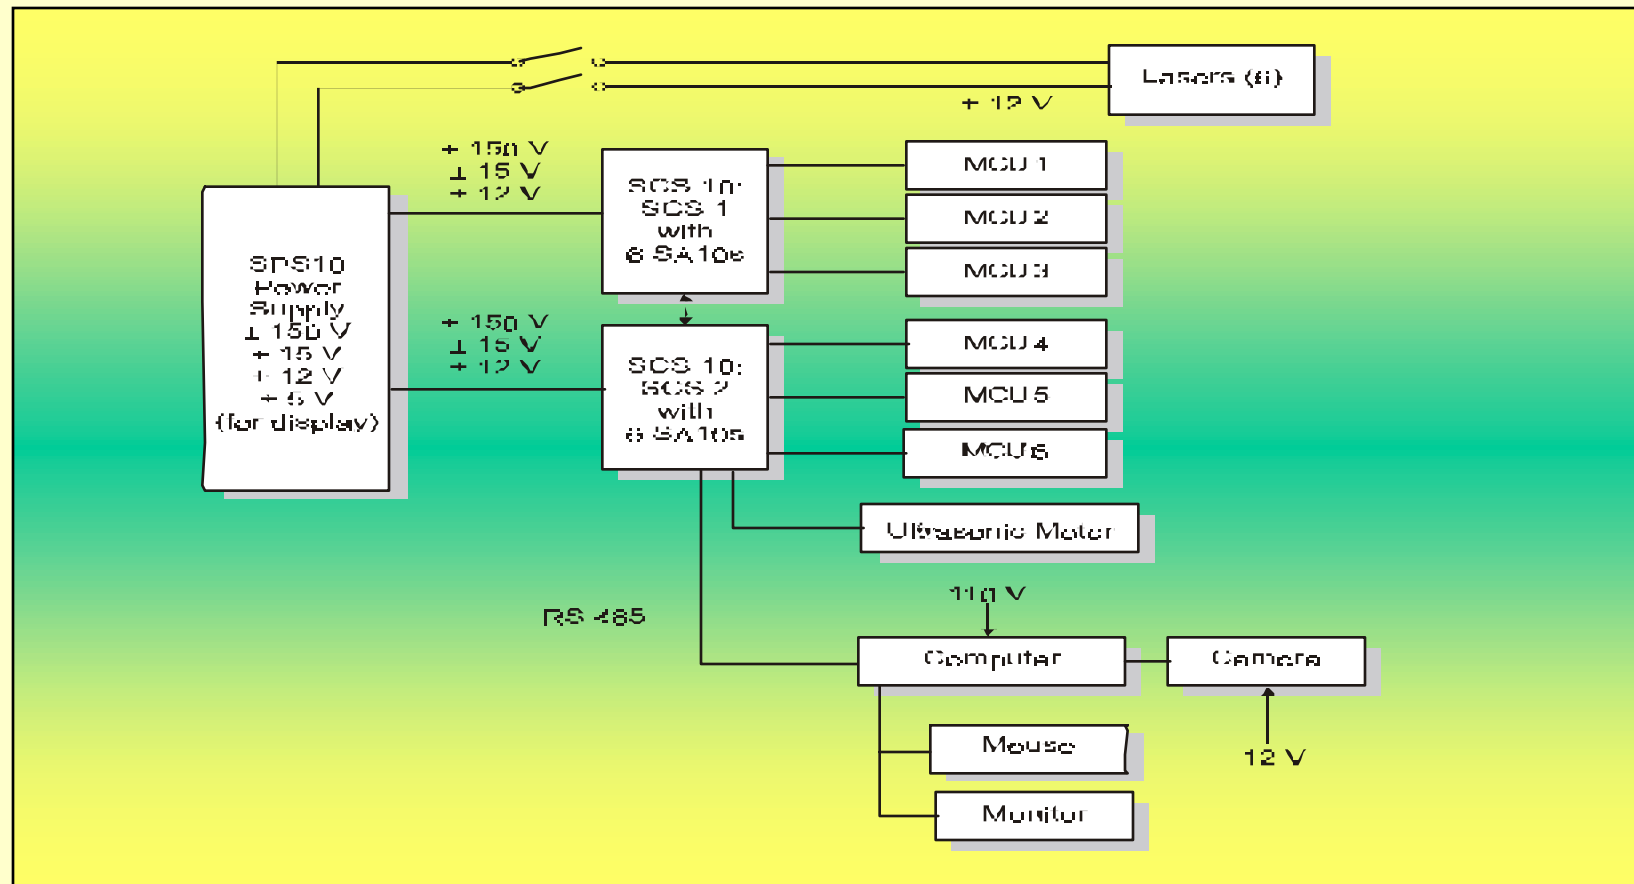 Lasers (6)
+ 12 V
+ 150 V
± 15 V
+ 12 V
SCS 10:
SCS 1
with
6 SA10s
MCU 1
MCU 2
MCU 3
SPS10
Power
Supply
± 150 V
+ 15 V
+ 12 V
+ 5 V
(for display)
+ 150 V
± 15 V
+ 12 V
SCS 10:
SCS 2
with
6 SA10s
MCU 4
MCU 5
MCU 6
Ultrasonic Motor
RS 485
110 V
Computer
Camera
Mouse
12 V
Monitor